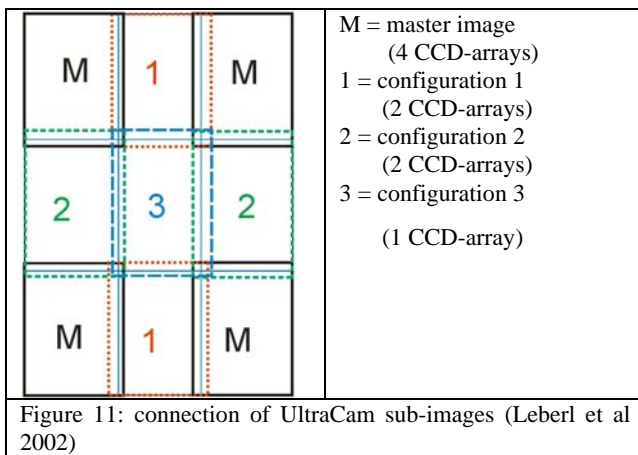 M 1 M
2 3 2
M 1 M
M = master image
(4 CCD-arrays)
1 = configuration 1
(2 CCD-arrays)
2 = configuration 2
(2 CCD-arrays)
3 = configuration 3
(1 CCD-array)
Figure 11: connection of UltraCam sub-images (Leberl et al
2002)